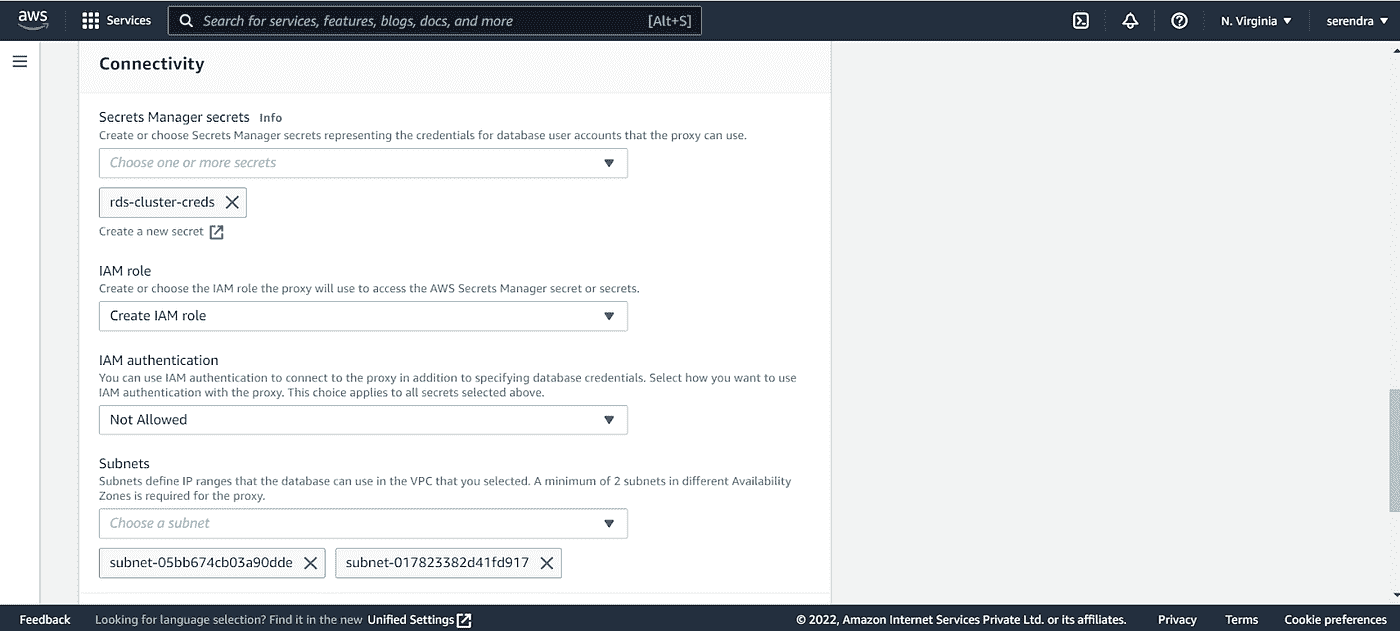 aws Services Search for services, features, blogs, docs, and more [Alt+S] N. Virginia serendra
Connectivity
Secrets Manager secrets Info
Create or choose Secrets Manager secrets representing the credentials for database user accounts that the proxy can use.
Choose one or more secrets
rds-cluster-creds
Create a new secret
IAM role
Create or choose the IAM role the proxy will use to access the AWS Secrets Manager secret or secrets.
Create IAM role
IAM authentication
You can use IAM authentication to connect to the proxy in addition to specifying database credentials. Select how you want to use
IAM authentication with the proxy. This choice applies to all secrets selected above.
Not Allowed
Subnets
Subnets define IP ranges that the database can use in the VPC that you selected. A minimum of 2 subnets in different Availability
Zones is required for the proxy.
Choose a subnet
subnet-05bb674cb03a90dde subnet-017823382d41fd917
Feedback Looking for language selection? Find it in the new Unified Settings © 2022, Amazon Internet Services Private Ltd. or its affiliates. Privacy Terms Cookie preferences